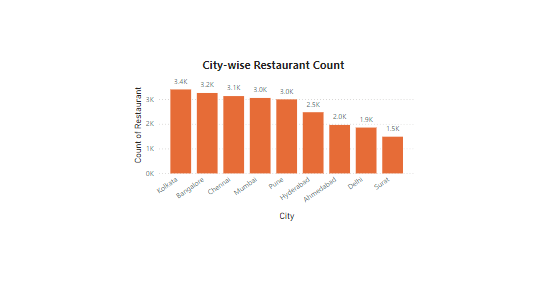 City-wise Restaurant Count
Count of Restaurant
3K
2K
1K
0K
3.4K
3.2K
3.1K
3.0K
3.0K
2.5K
2.0K
1.9K
1.5K
Kolkata
Bangalore
Chennai
Mumbai
Pune
Hyderabad
Ahmedabad
Delhi
Surat
City